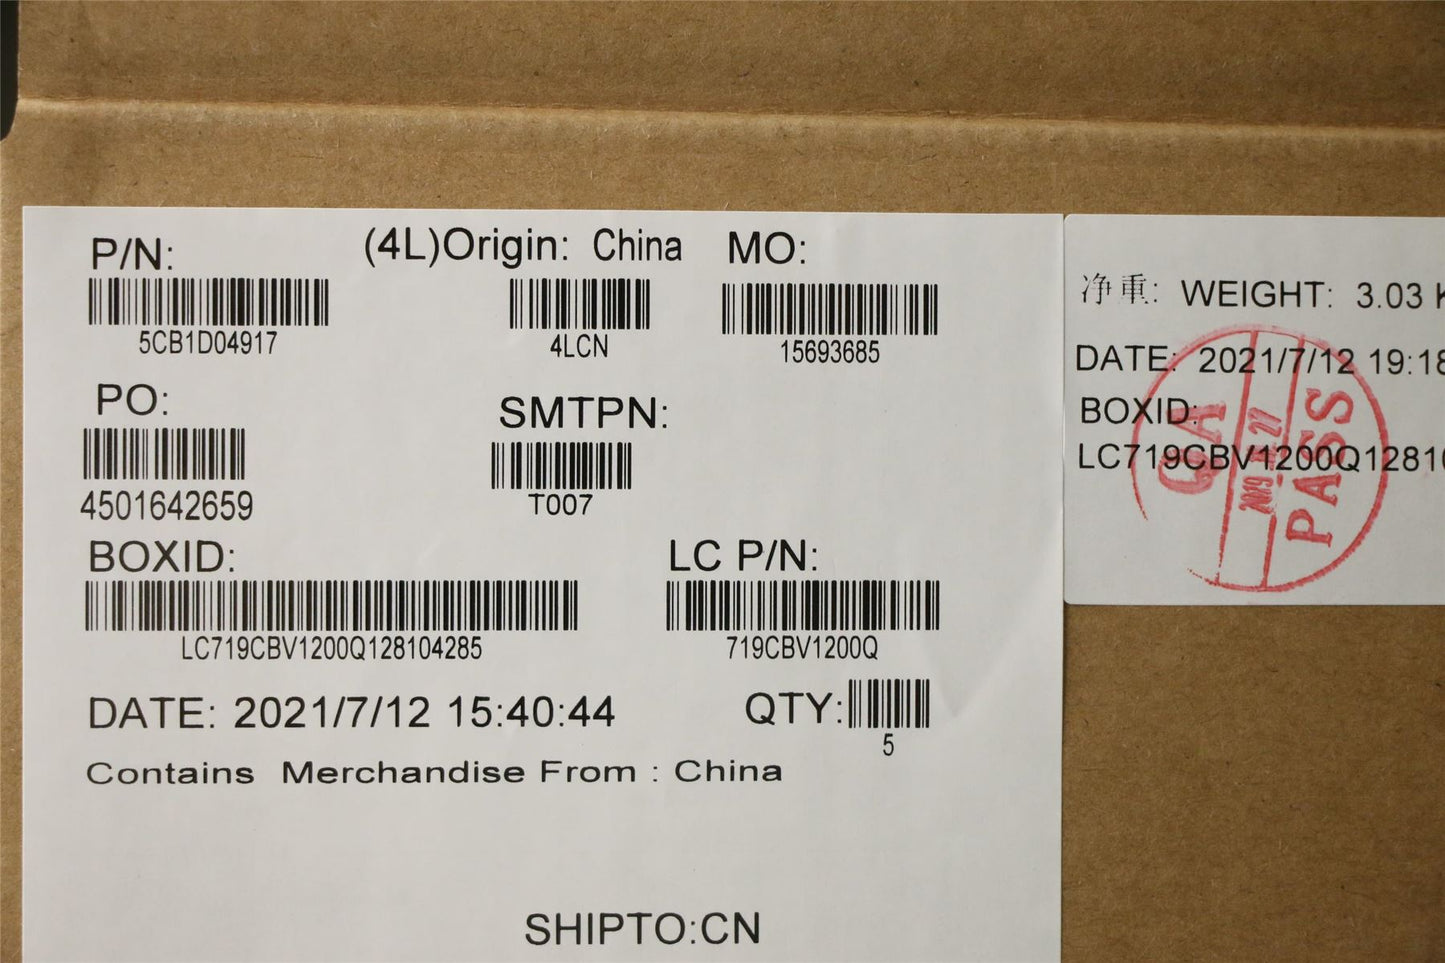 P/N: (4L)Origin: China MO:
5CB1D04917 4LCN 15693685
PO: SMTPN:
4501642659 T007
BOXID: LC P/N:
LC719CBV1200Q128104285 719CBV1200Q
DATE: 2021/7/12 15:40:44 QTY:
5
Contains Merchandise From : China
SHIPTO:CN
净重: WEIGHT: 3.03 K
DATE: 2021/7/12 19:18
BOXID:
LC719CBV1200Q12810
QA
PASS